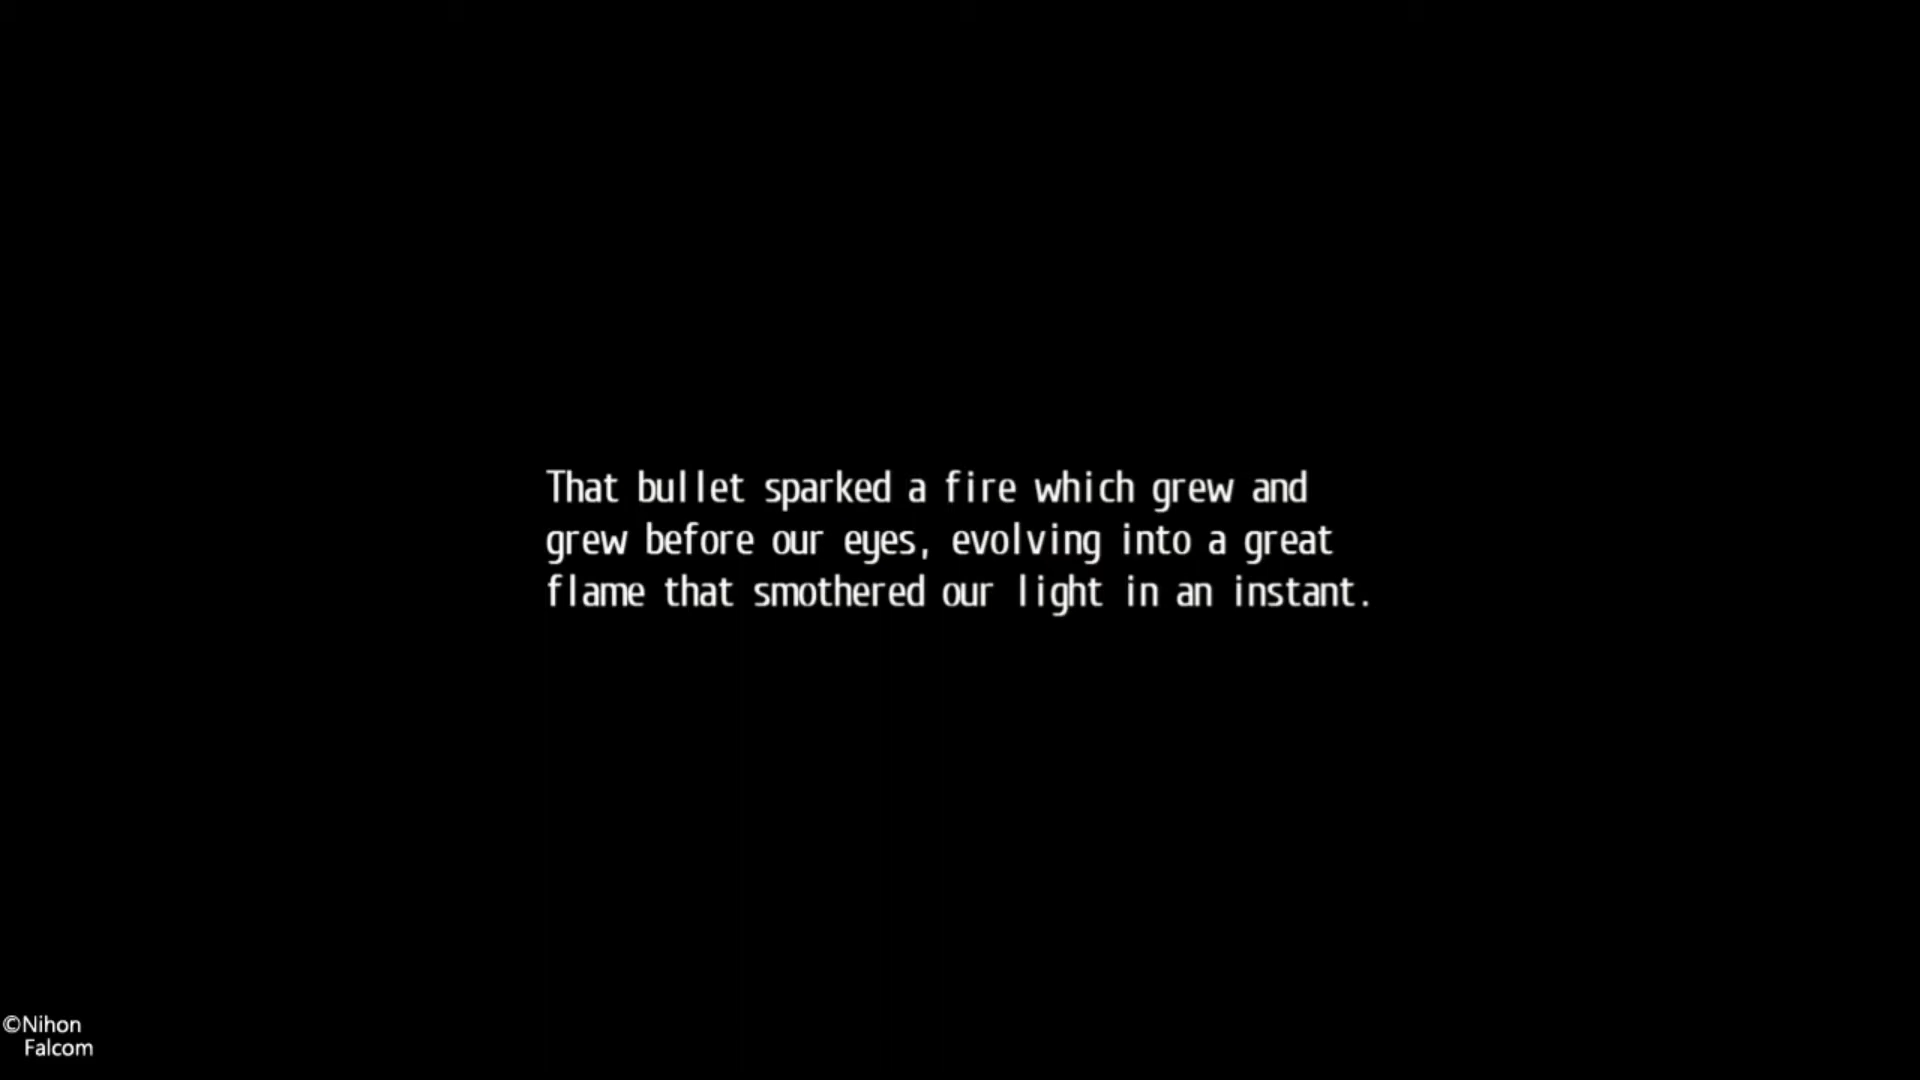 That bullet sparked a fire which grew and
grew before our eyes, evolving into a great
flame that smothered our light in an instant.
©Nihon
Falcom